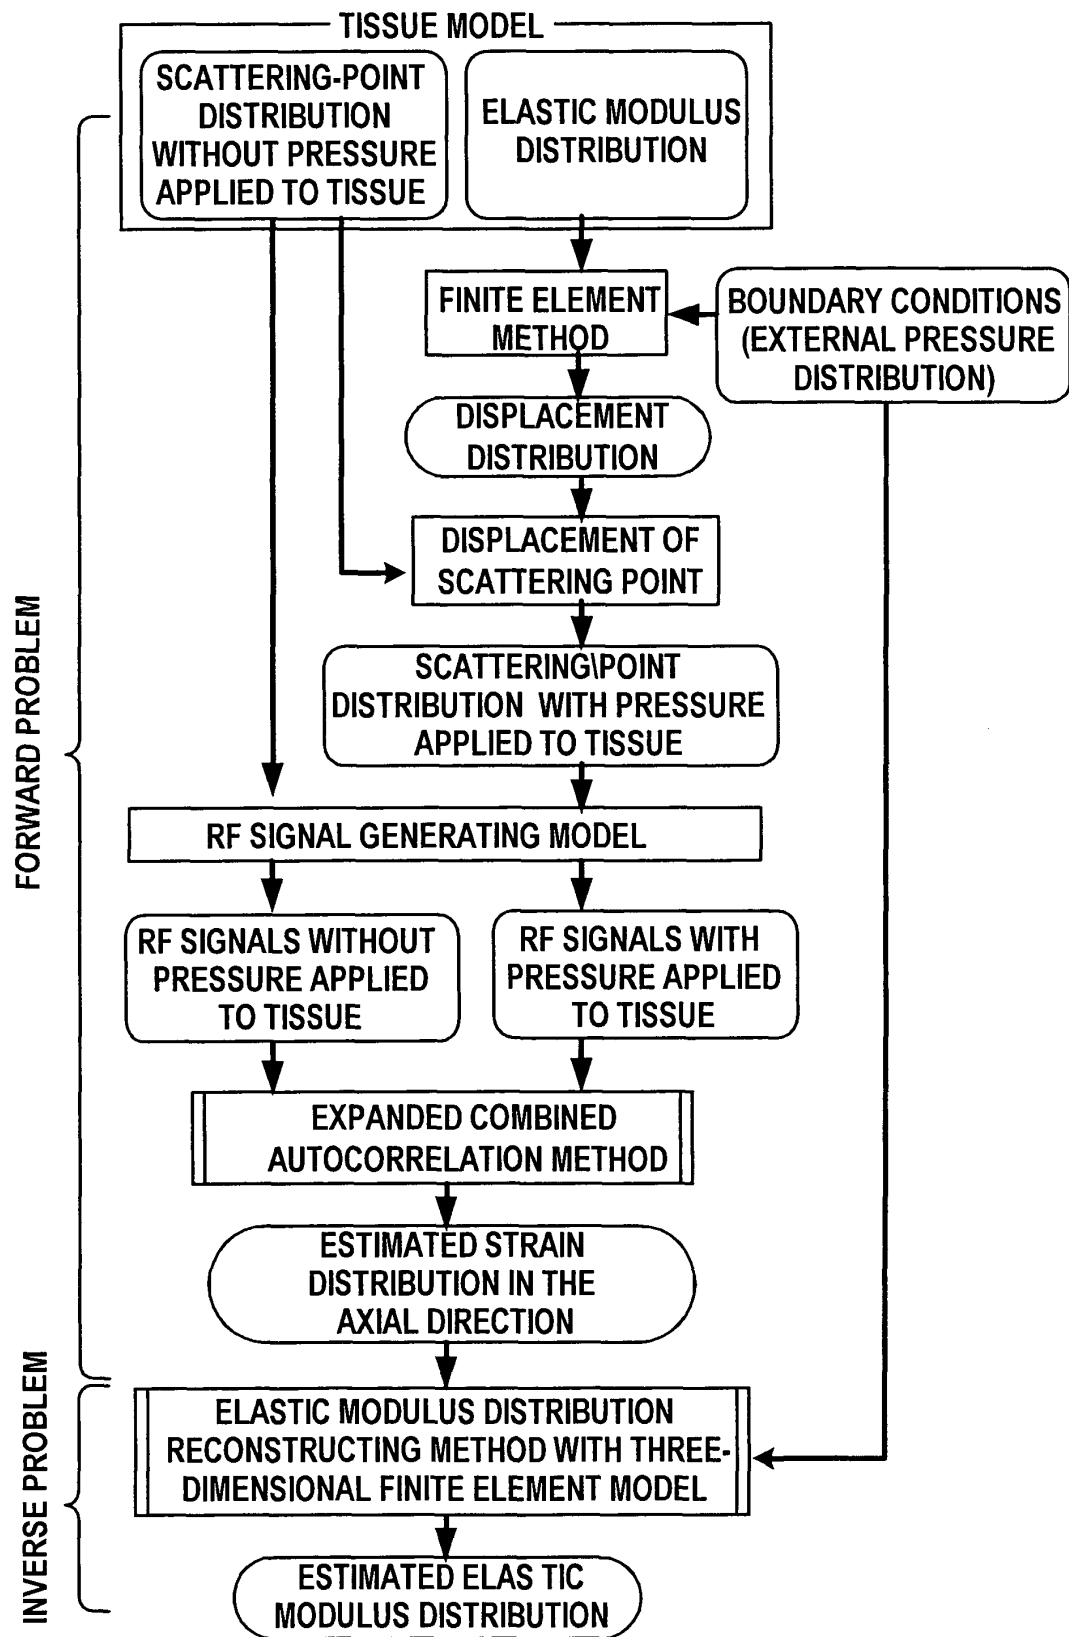 TISSUE MODEL
SCATTERING-POINT
DISTRIBUTION
WITHOUT PRESSURE
APPLIED TO TISSUE
ELASTIC MODULUS
DISTRIBUTION
FINITE ELEMENT
METHOD
BOUNDARY CONDITIONS
(EXTERNAL PRESSURE
DISTRIBUTION)
DISPLACEMENT
DISTRIBUTION
DISPLACEMENT OF
SCATTERING POINT
SCATTERING\POINT
DISTRIBUTION WITH PRESSURE
APPLIED TO TISSUE
FORWARD PROBLEM
RF SIGNAL GENERATING MODEL
RF SIGNALS WITHOUT
PRESSURE APPLIED
TO TISSUE
RF SIGNALS WITH
PRESSURE APPLIED
TO TISSUE
EXPANDED COMBINED
AUTOCORRELATION METHOD
ESTIMATED STRAIN
DISTRIBUTION IN THE
AXIAL DIRECTION
INVERSE PROBLEM
ELASTIC MODULUS DISTRIBUTION
RECONSTRUCTING METHOD WITH THREE-
DIMENSIONAL FINITE ELEMENT MODEL
ESTIMATED ELAS TIC
MODULUS DISTRIBUTION